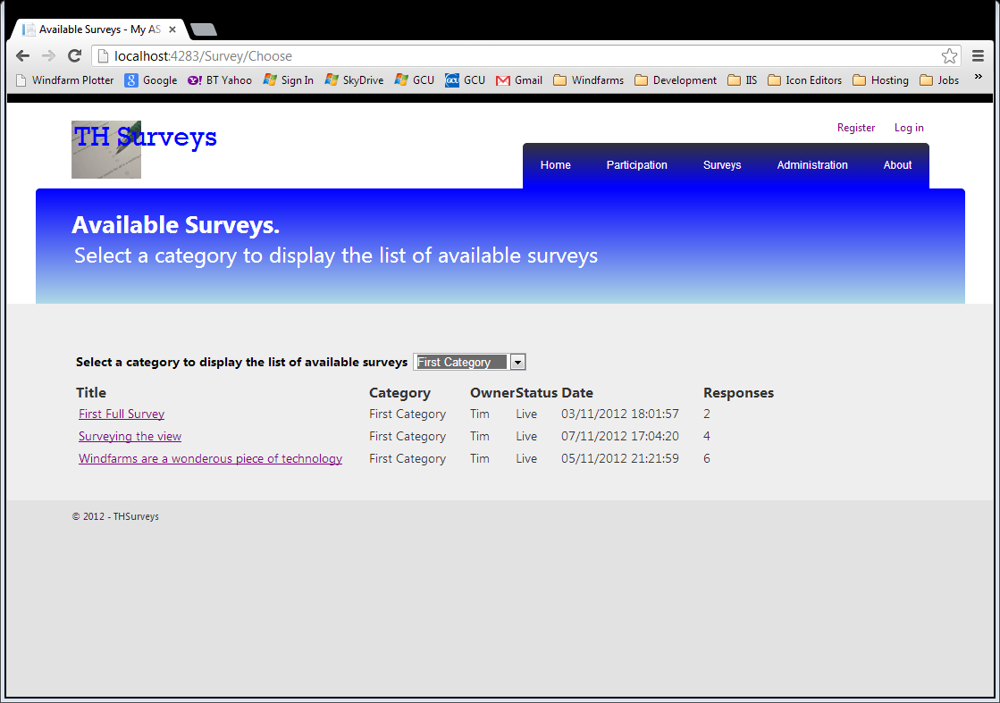 Available Surveys - My AS
localhost:4283/Survey/Choose
Windfarm Plotter Google BT Yahoo Sign In SkyDrive GCU GCU Gmail Windfarms Development IIS Icon Editors Hosting Jobs »
TH Surveys
Register Log in
Home Participation Surveys Administration About
Available Surveys.
Select a category to display the list of available surveys
Select a category to display the list of available surveys First Category
Title Category Owner Status Date Responses
First Full Survey First Category Tim Live 03/11/2012 18:01:57 2
Surveying the view First Category Tim Live 07/11/2012 17:04:20 4
Windfarms are a wonderous piece of technology First Category Tim Live 05/11/2012 21:21:59 6
© 2012 - THSurveys